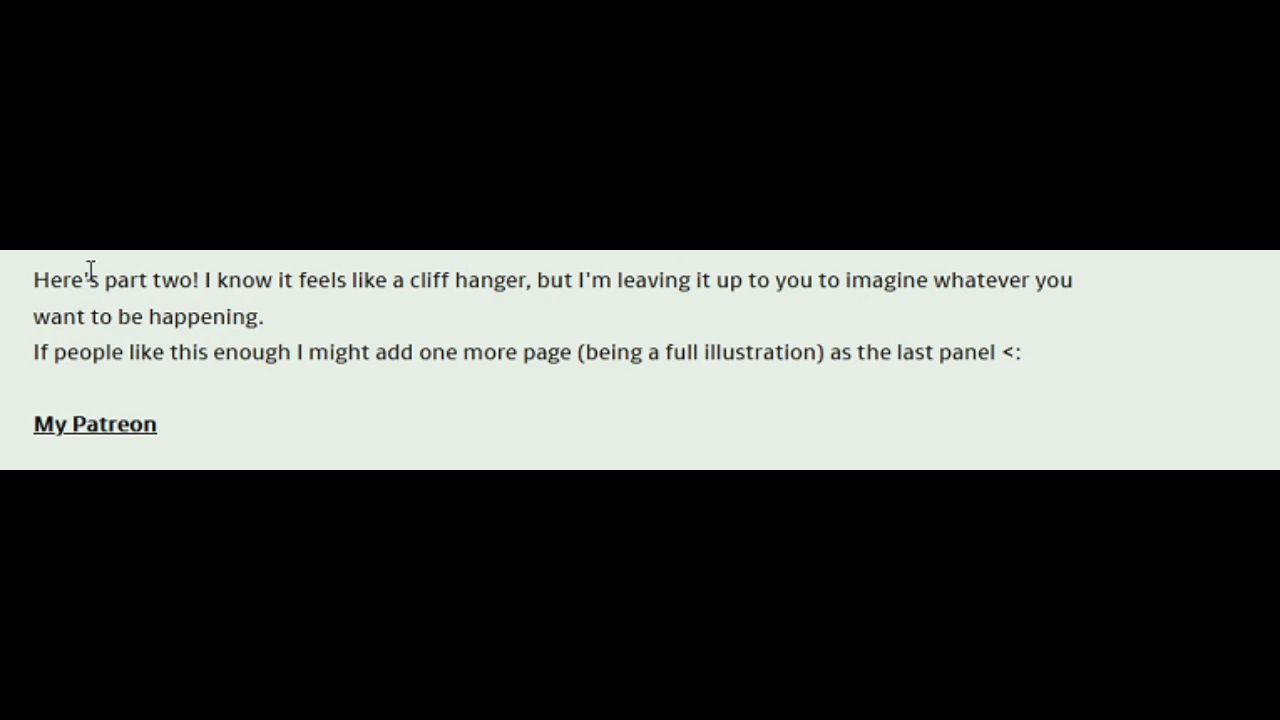 Here's part two! I know it feels like a cliff hanger, but I'm leaving it up to you to imagine whatever you
want to be happening.
If people like this enough I might add one more page (being a full illustration) as the last panel <:
My Patreon